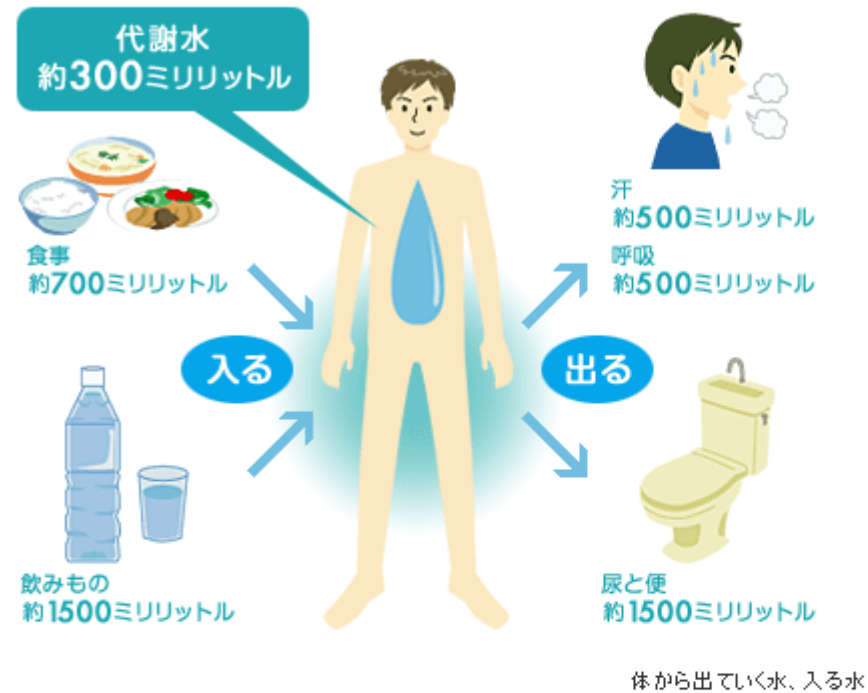 代謝水
約300ミリリットル
食事
約700ミリリットル
汗
約500ミリリットル
呼吸
約500ミリリットル
入る
出る
飲みもの
約1500ミリリットル
尿と便
約1500ミリリットル
体から出ていく水、入る水